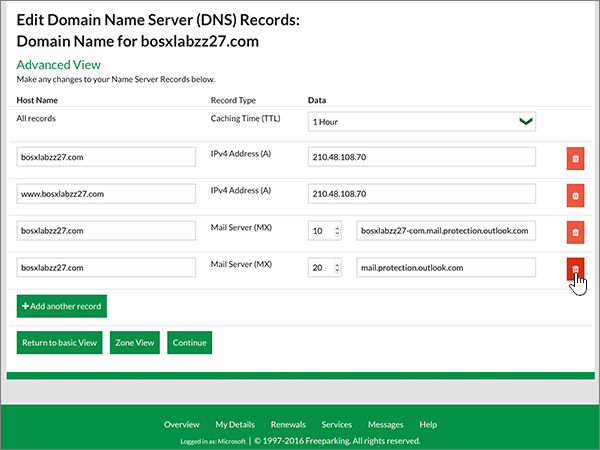 Edit Domain Name Server (DNS) Records:
Domain Name for bosxlabzz27.com
Advanced View
Make any changes to your Name Server Records below.
Host Name Record Type Data
All records Caching Time (TTL) 1 Hour
bosxlabzz27.com IPv4 Address (A) 210.48.108.70
www.bosxlabzz27.com IPv4 Address (A) 210.48.108.70
bosxlabzz27.com Mail Server (MX) 10 bosxlabzz27-com.mail.protection.outlook.com
bosxlabzz27.com Mail Server (MX) 20 mail.protection.outlook.com
+ Add another record
Return to basic View Zone View Continue
Overview My Details Renewals Services Messages Help
Logged in as: Microsoft | © 1997-2016 Freeparking. All rights reserved.